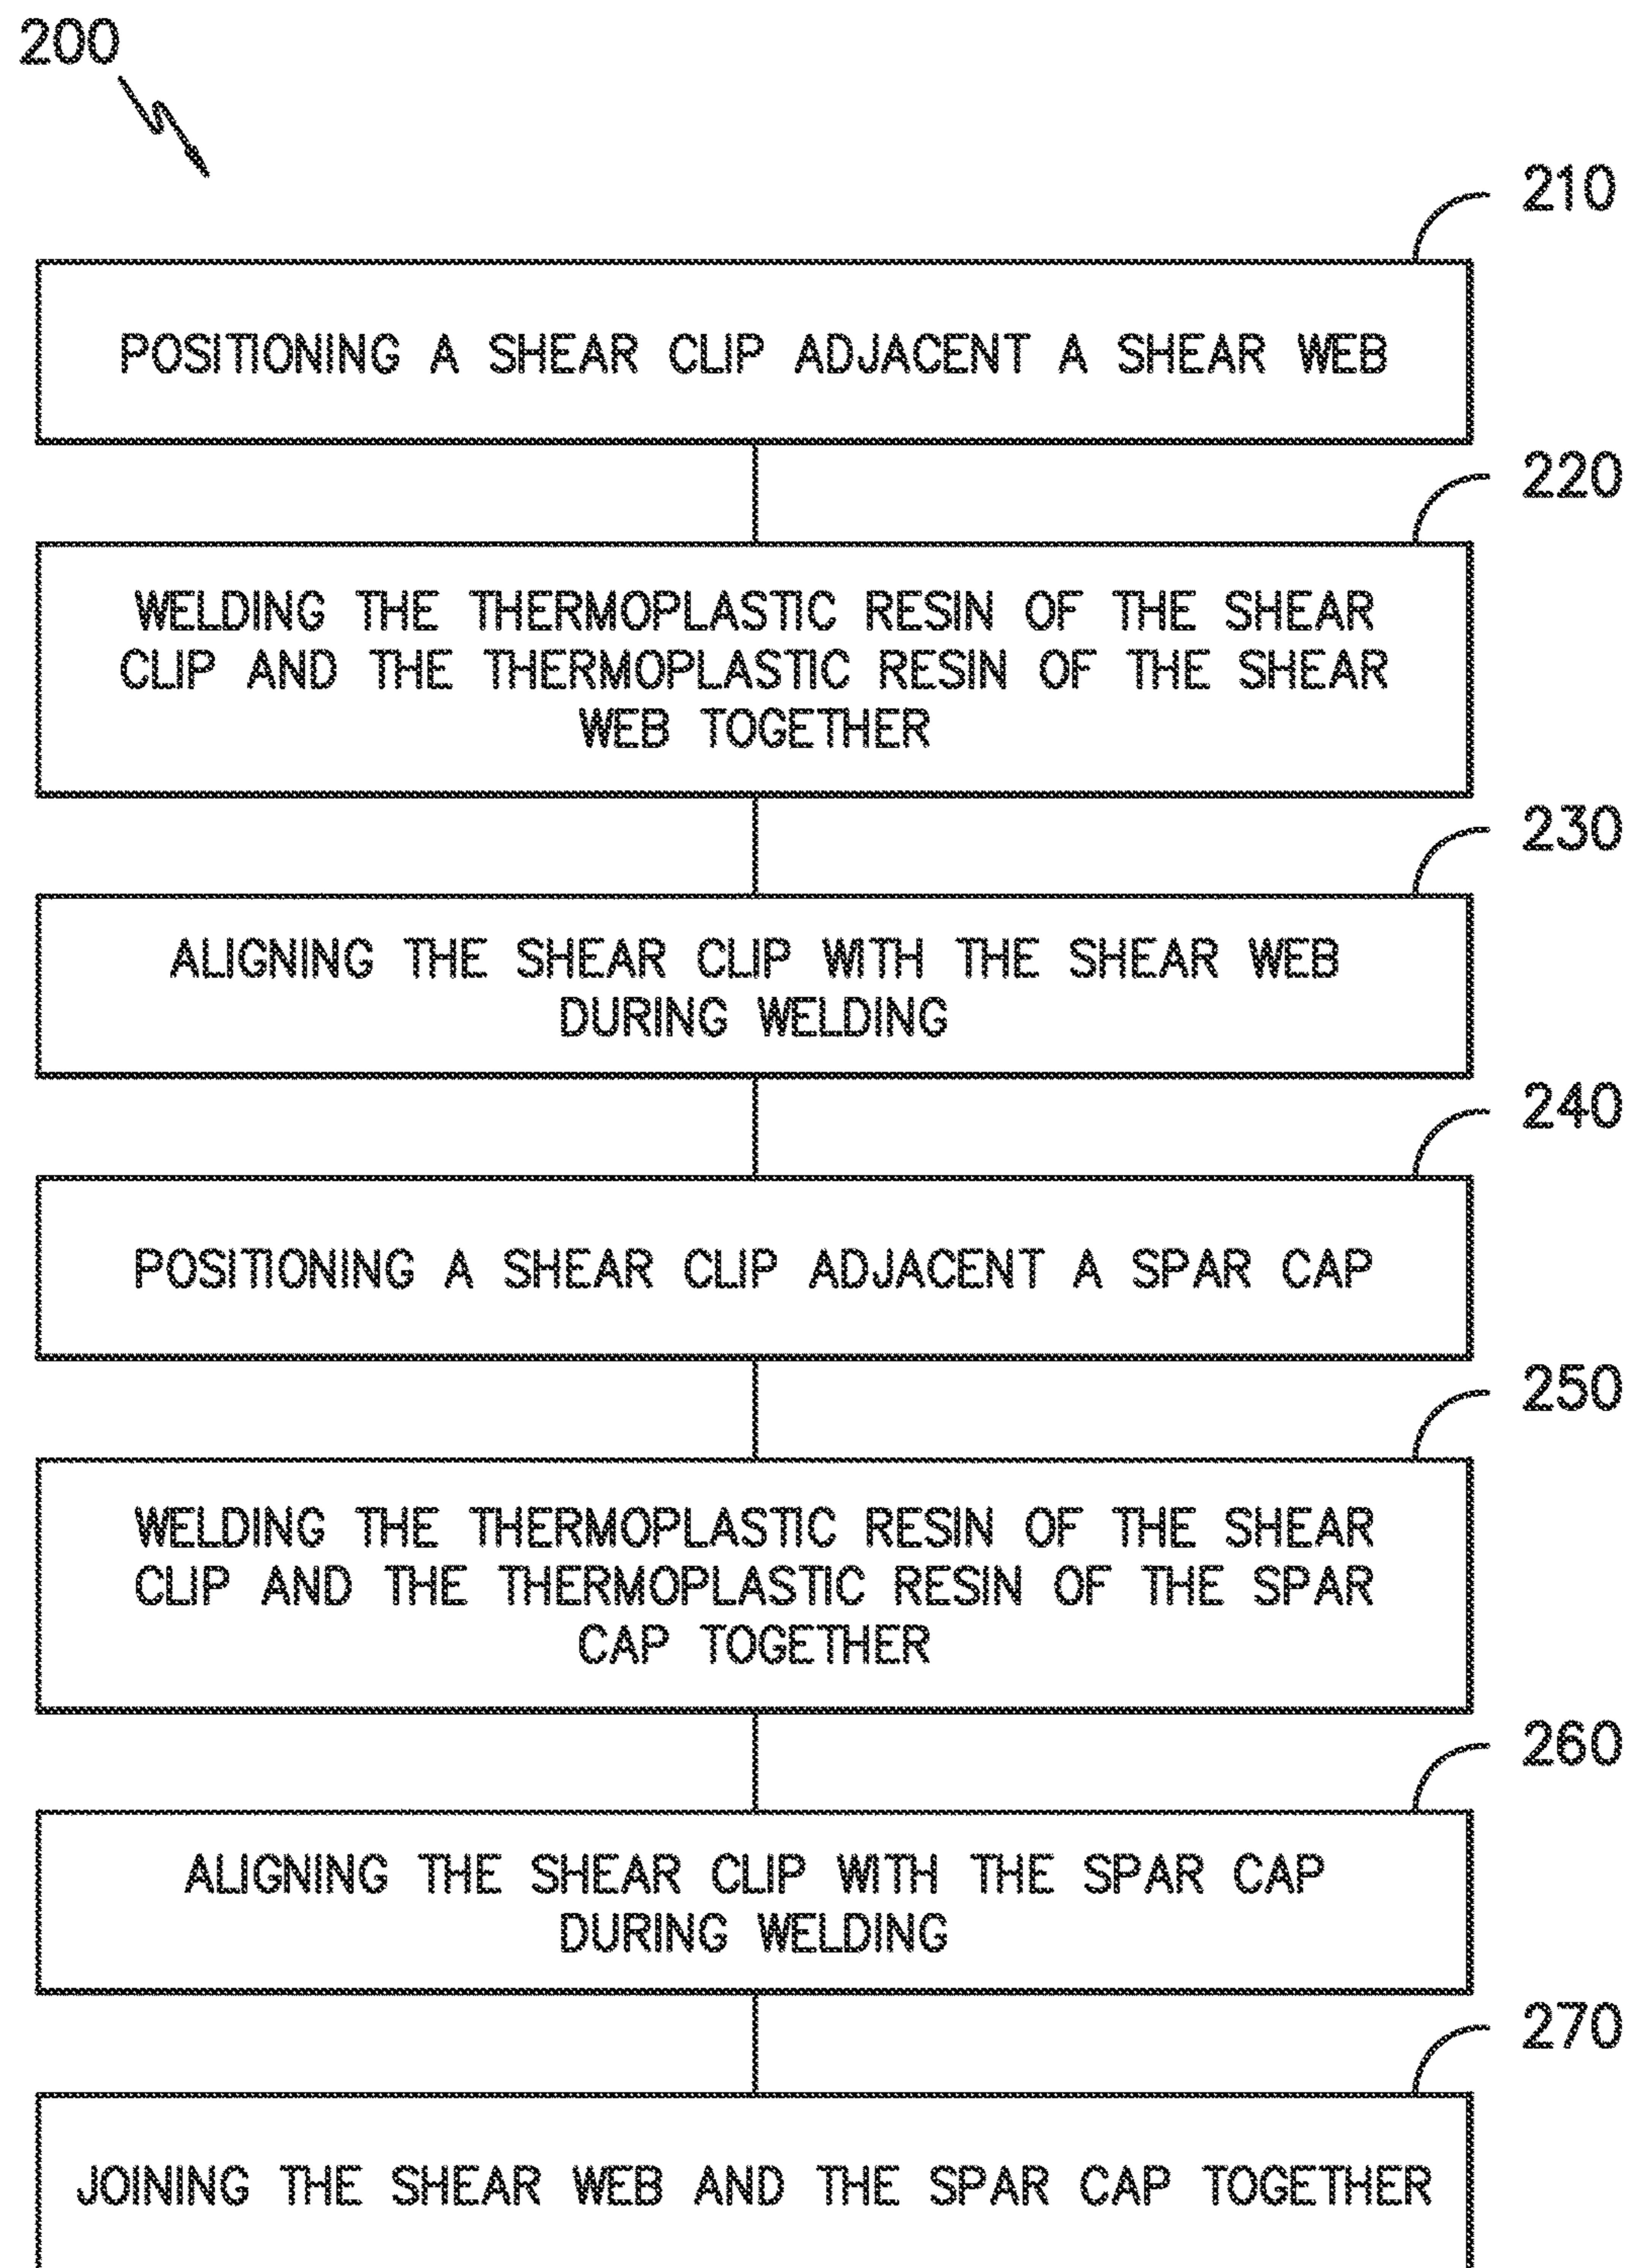 200
210
POSITIONING A SHEAR CLIP ADJACENT A SHEAR WEB
220
WELDING THE THERMOPLASTIC RESIN OF THE SHEAR
CLIP AND THE THERMOPLASTIC RESIN OF THE SHEAR
WEB TOGETHER
230
ALIGNING THE SHEAR CLIP WITH THE SHEAR WEB
DURING WELDING
240
POSITIONING A SHEAR CLIP ADJACENT A SPAR CAP
250
WELDING THE THERMOPLASTIC RESIN OF THE SHEAR
CLIP AND THE THERMOPLASTIC RESIN OF THE SPAR
CAP TOGETHER
260
ALIGNING THE SHEAR CLIP WITH THE SPAR CAP
DURING WELDING
270
JOINING THE SHEAR WEB AND THE SPAR CAP TOGETHER